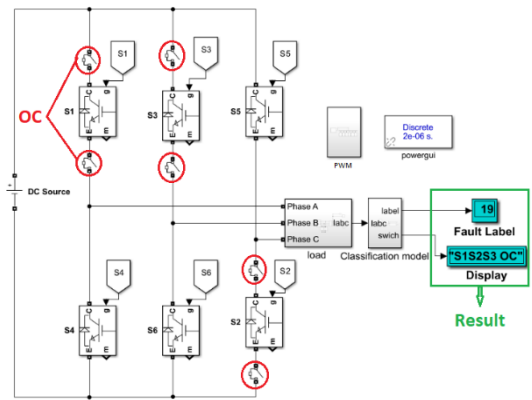 S1
S3
S5
OC
C
g
C
g
C
g
S1
S3
S5
E
m
E
m
E
m
Discrete
2e-06 s.
powergui
PWM
DC Source
Phase A
Phase B
Phase C
Iabc
load
Iabc
label
swich
Classification model
19
Fault Label
"S1S2S3 OC"
Display
Result
S4
S6
S2
C
g
C
g
C
g
S4
S6
S2
E
m
E
m
E
m